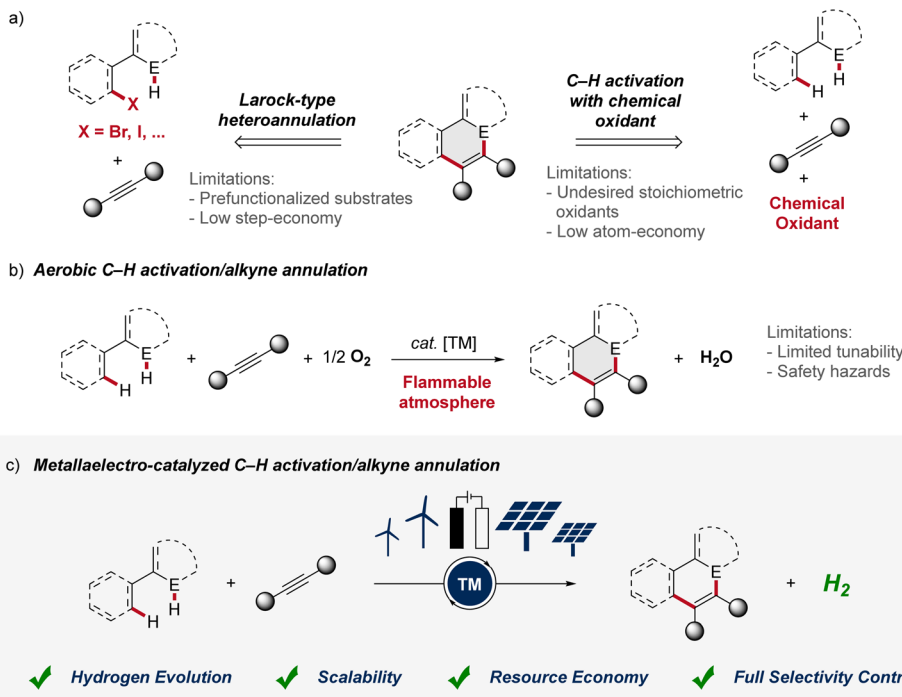 a)
E
H
X
X = Br, I, ...
+
Larock-type
heteroannulation
Limitations:
- Prefunctionalized substrates
- Low step-economy
E
C–H activation
with chemical
oxidant
Limitations:
- Undesired stoichiometric
oxidants
- Low atom-economy
E
H
H
+
+
Chemical
Oxidant
b) Aerobic C–H activation/alkyne annulation
E
H
H
+
+ 1/2 O₂
cat. [TM]
Flammable
atmosphere
E
+ H₂O
Limitations:
- Limited tunability
- Safety hazards
c) Metallaelectro-catalyzed C–H activation/alkyne annulation
E
H
H
+
TM
E
+ H₂
Hydrogen Evolution
Scalability
Resource Economy
Full Selectivity Contr